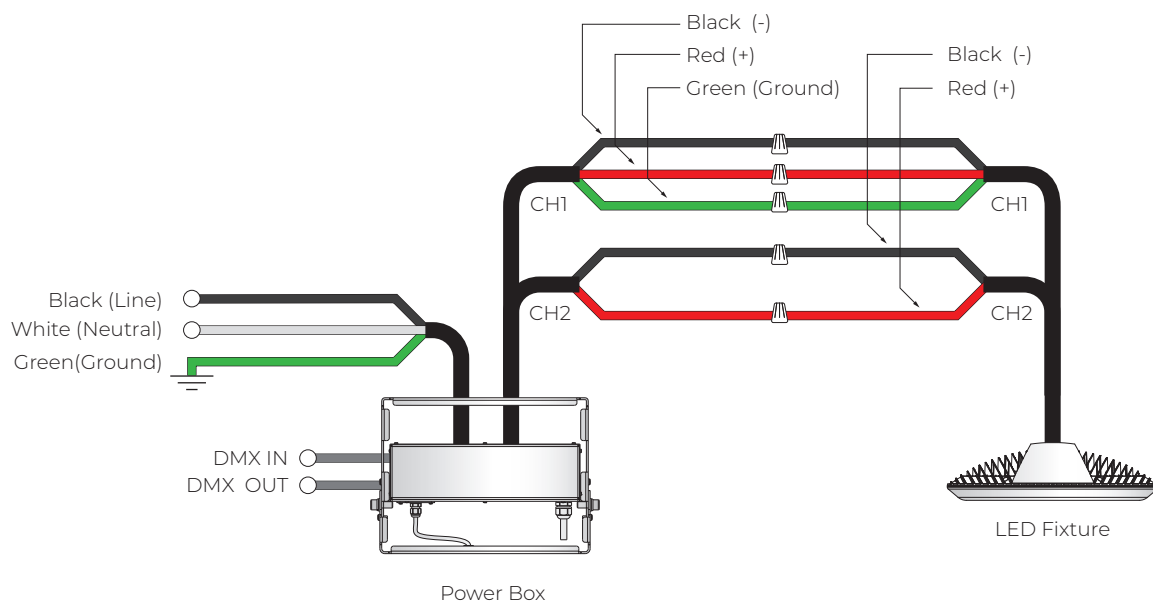 Black (-)
Red (+)
Green (Ground)
Black (-)
Red (+)
CH1
CH1
CH2
CH2
Black (Line)
White (Neutral)
Green(Ground)
DMX IN
DMX OUT
LED Fixture
Power Box